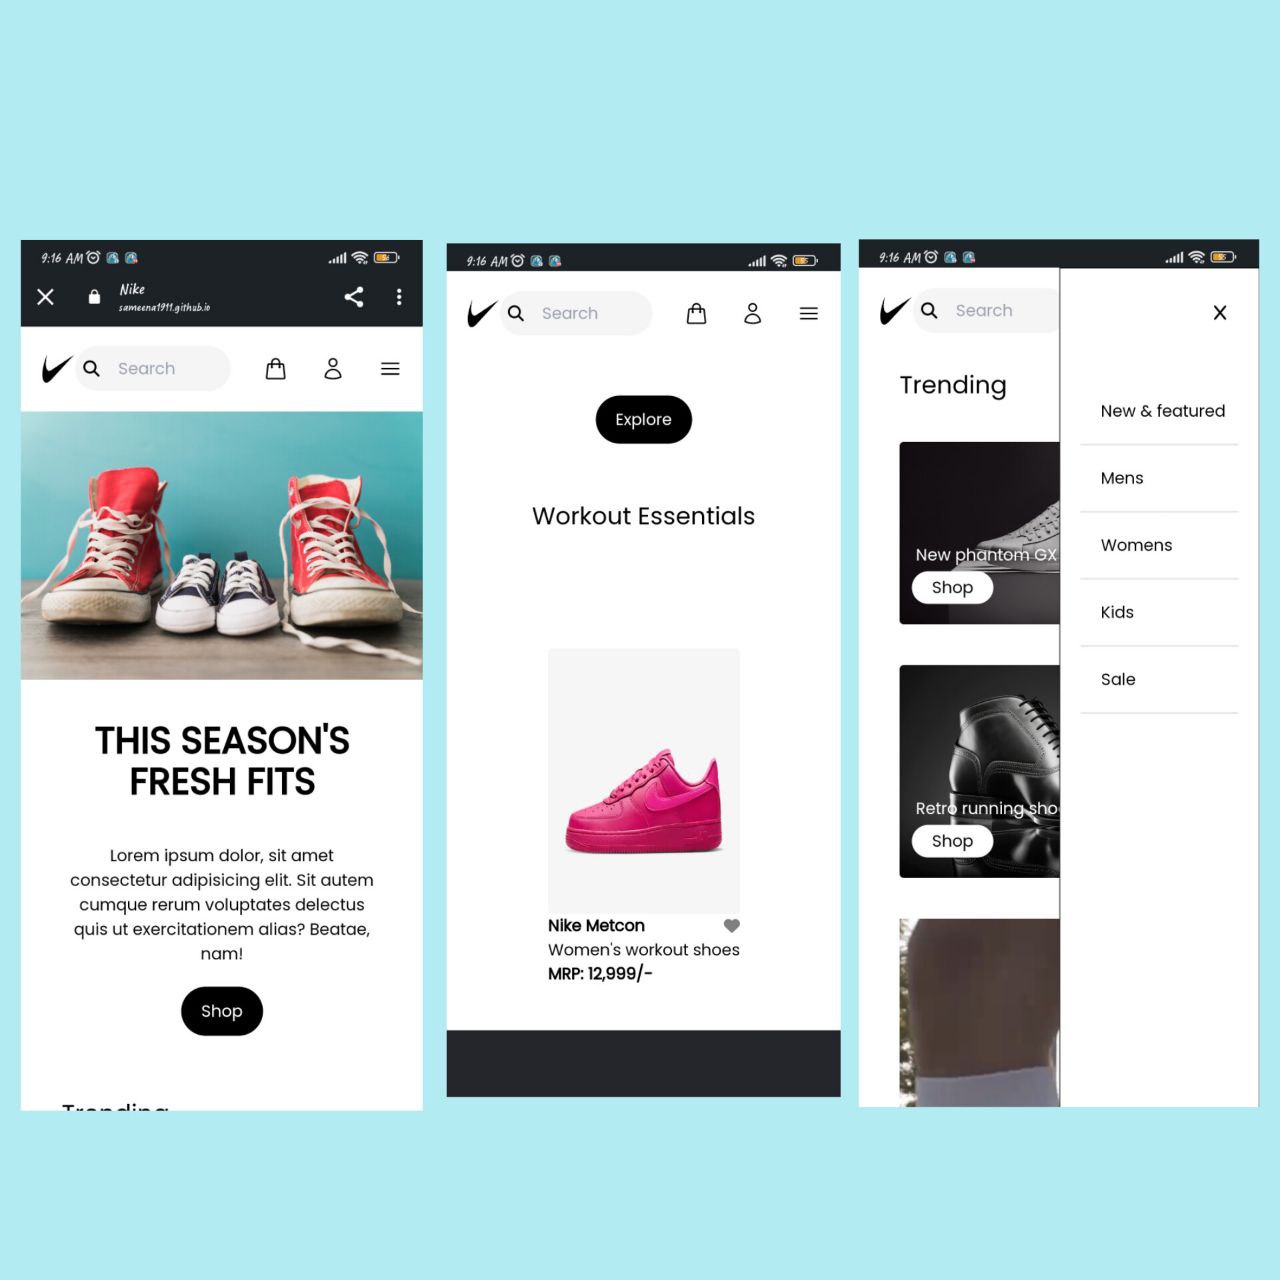 9:16 AM
Nike
sameena1911.github.io
Search
THIS SEASON'S
FRESH FITS
Lorem ipsum dolor, sit amet
consectetur adipisicing elit. Sit autem
cumque rerum voluptates delectus
quis ut exercitationem alias? Beatae,
nam!
Shop
Trending
9:16 AM
Search
Explore
Workout Essentials
Nike Metcon
Women's workout shoes
MRP: 12,999/-
9:16 AM
Search
Trending
New phantom GX
Shop
Retro running sho
Shop
X
New & featured
Mens
Womens
Kids
Sale